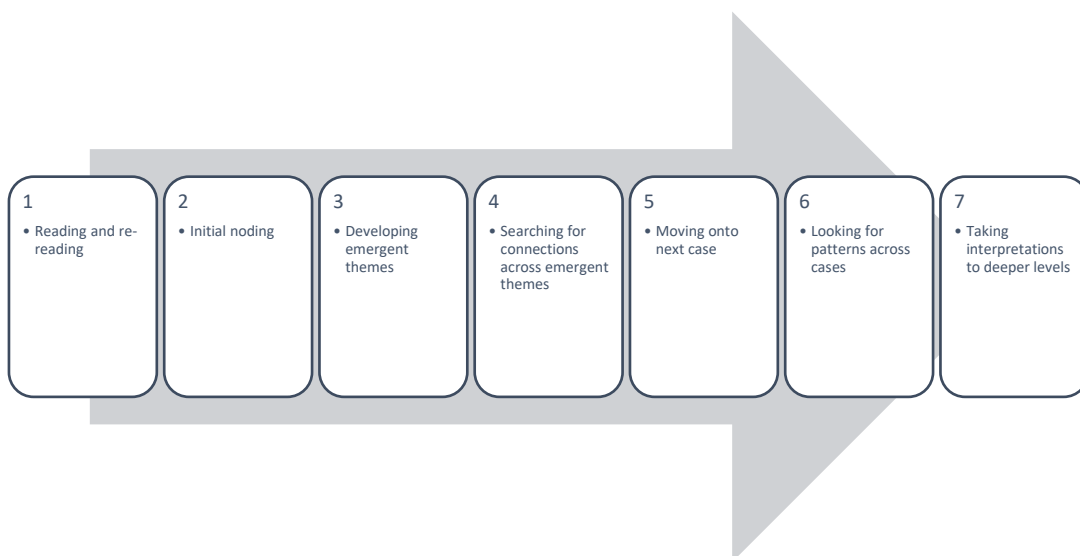 1
• Reading and re-
reading
2
• Initial noding
3
• Developing
emergent
themes
4
• Searching for
connections
across emergent
themes
5
• Moving onto
next case
6
• Looking for
patterns across
cases
7
• Taking
interpretations
to deeper levels